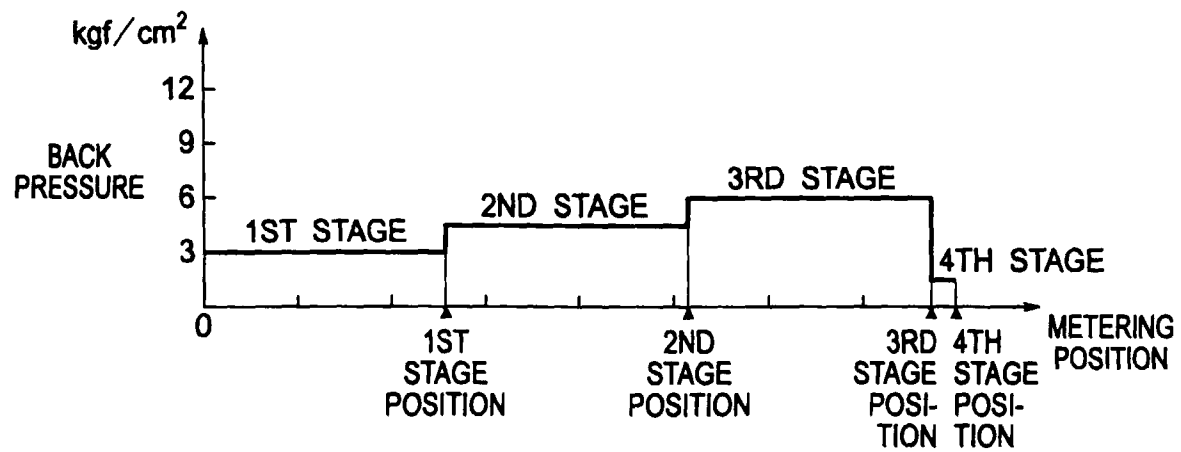 kgf/cm²
12
9
BACK
PRESSURE
6
3
1ST STAGE
2ND STAGE
3RD STAGE
4TH STAGE
0
METERING
POSITION
1ST
STAGE
POSITION
2ND
STAGE
POSITION
3RD
STAGE
POSI-
TION
4TH
STAGE
POSI-
TION